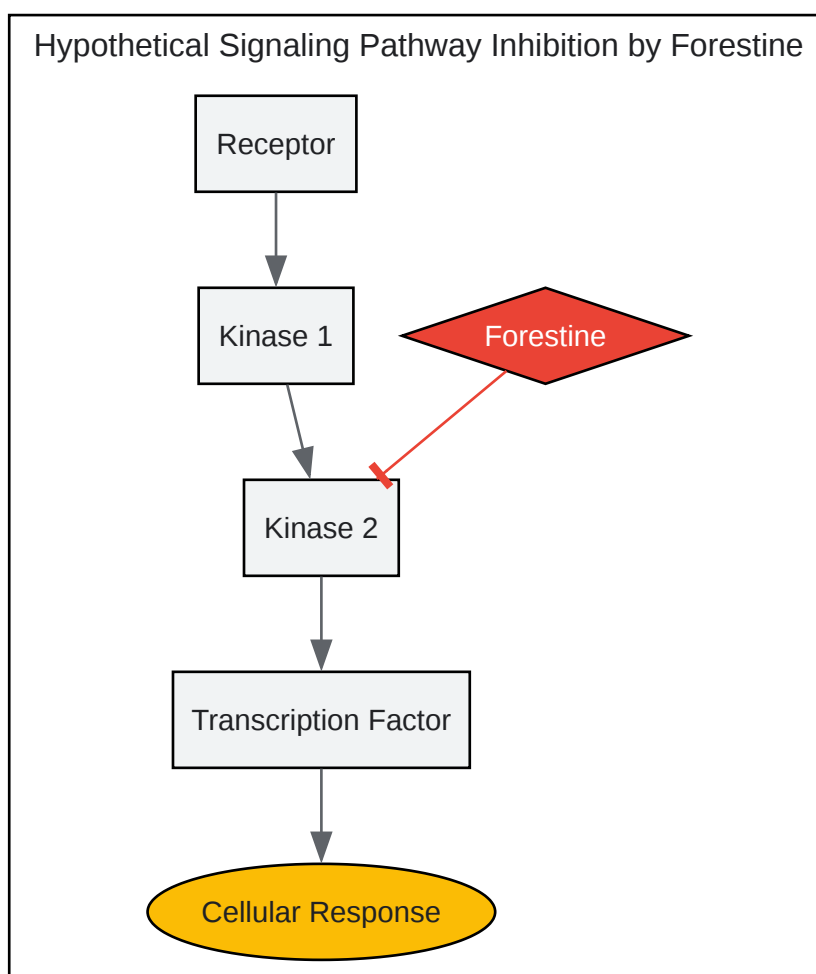 Hypothetical Signaling Pathway Inhibition by Forestine
Receptor
Kinase 1
Forestine
Kinase 2
Transcription Factor
Cellular Response